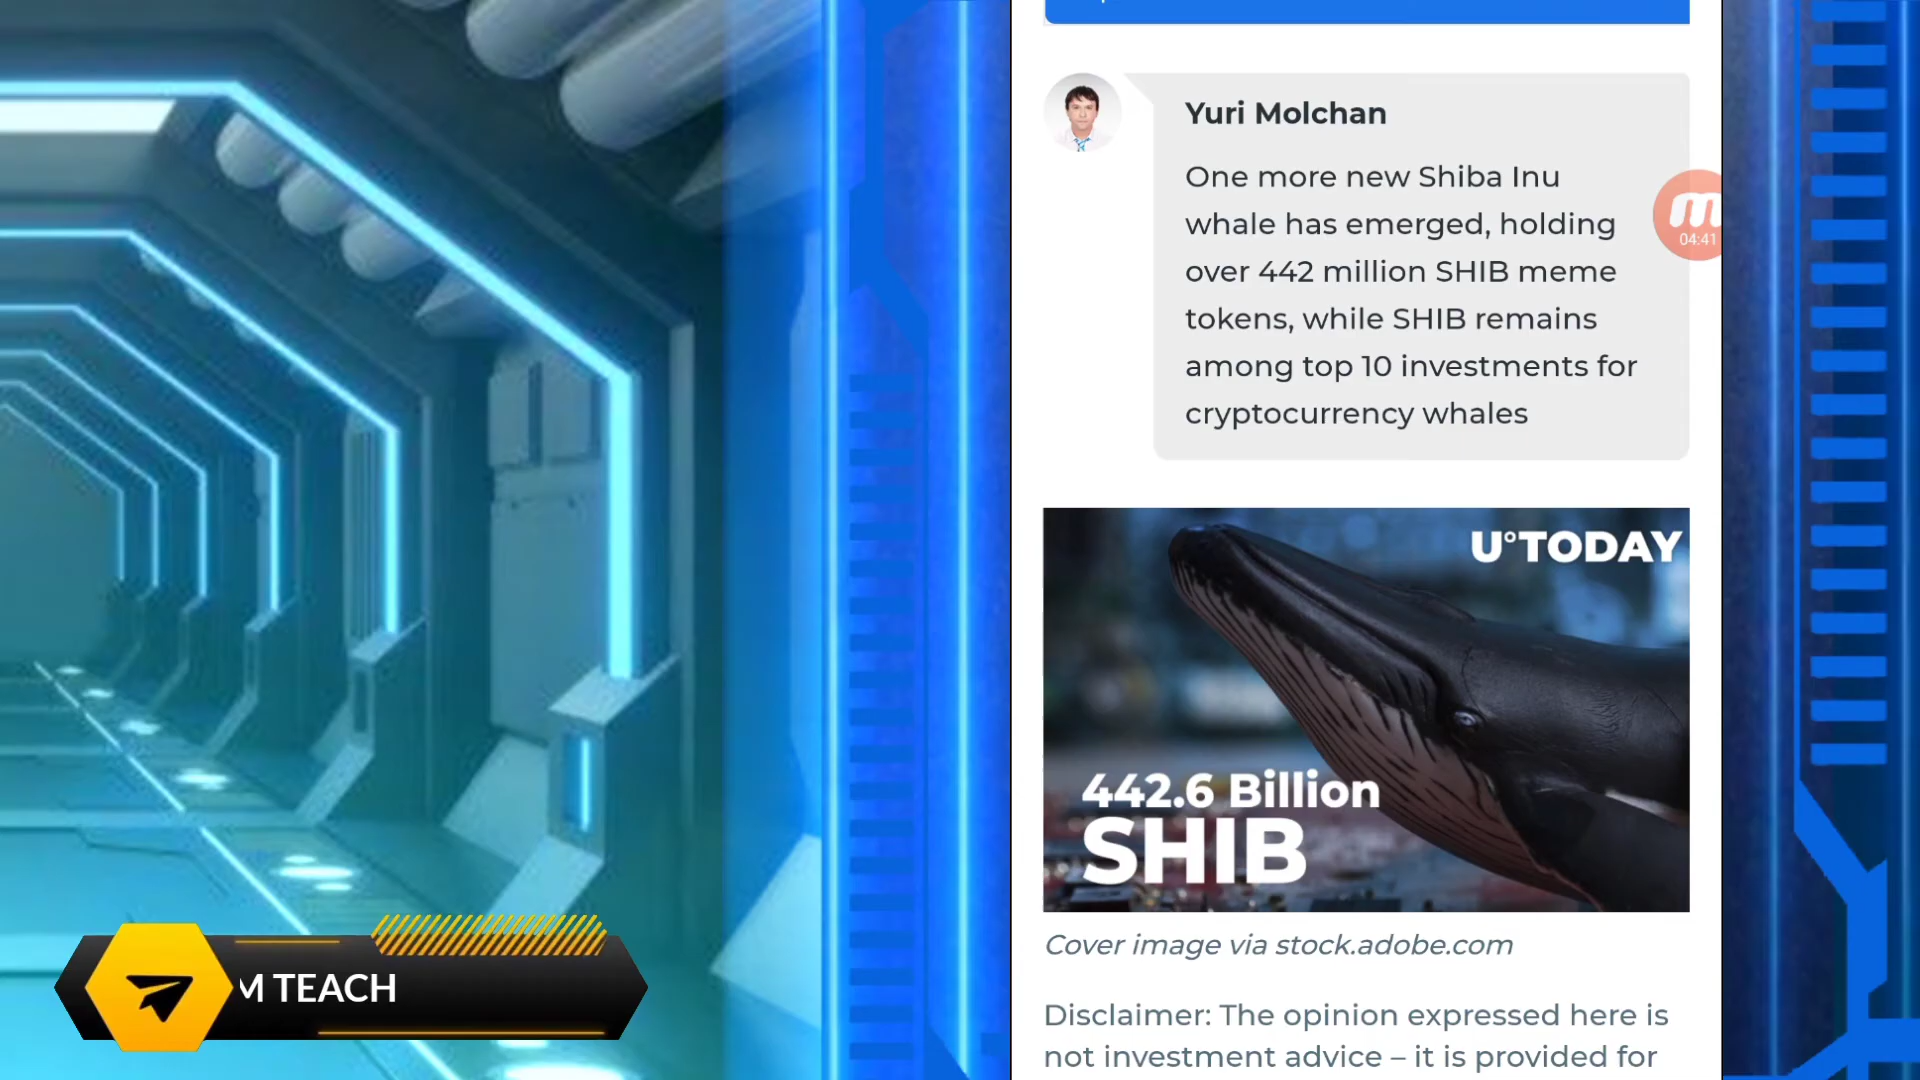 Yuri Molchan
One more new Shiba Inu
whale has emerged, holding
over 442 million SHIB meme
tokens, while SHIB remains
among top 10 investments for
cryptocurrency whales
04:41
U°TODAY
442.6 Billion
SHIB
Cover image via stock.adobe.com
Disclaimer: The opinion expressed here is
not investment advice – it is provided for
M TEACH